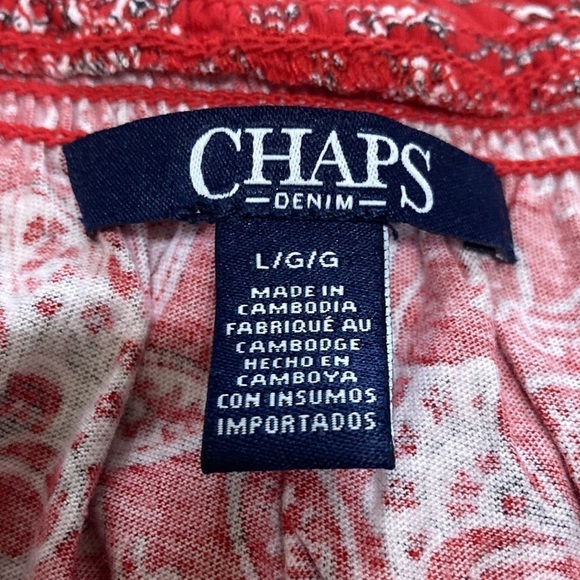 CHAPS
DENIM
L/G/G
MADE IN
CAMBODIA
FABRIQUÉ AU
CAMBODGE
HECHO EN
CAMBOYA
CON INSUMOS
IMPORTADOS